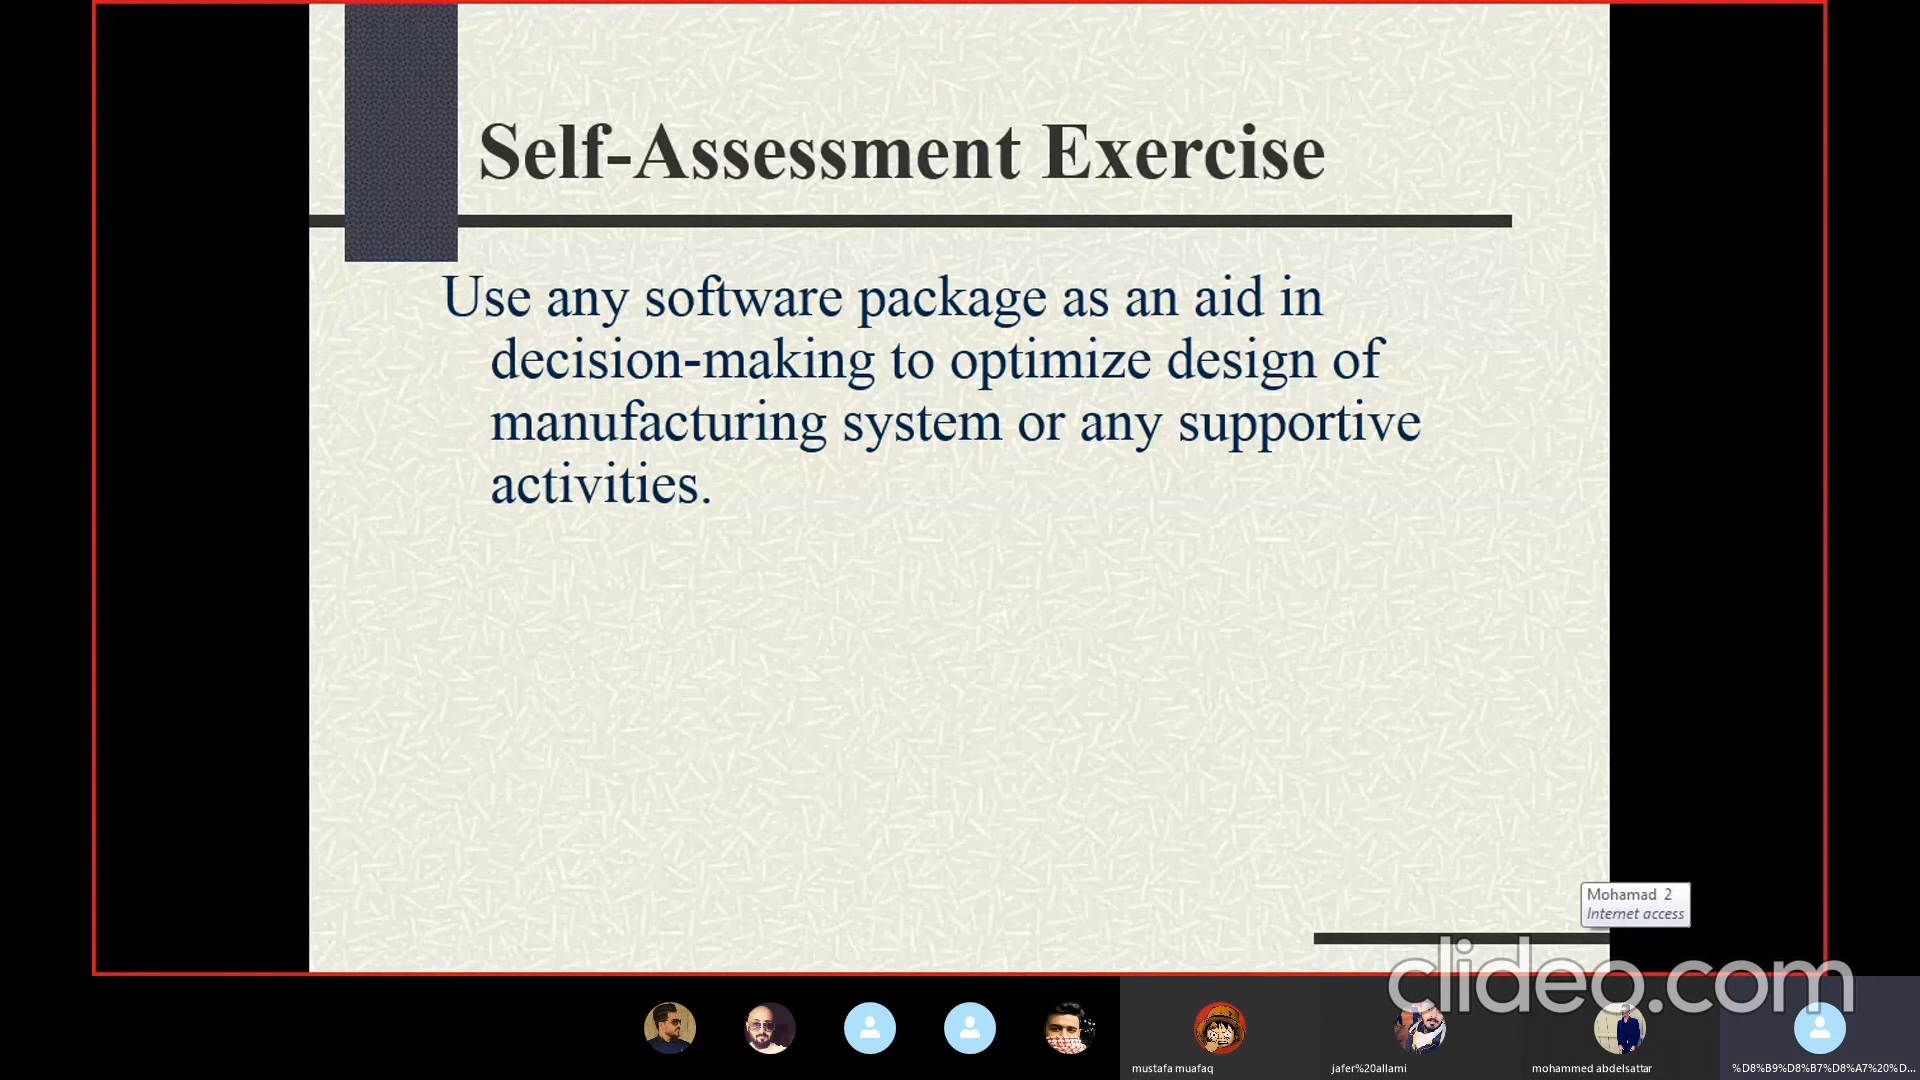 Self-Assessment Exercise
Use any software package as an aid in
decision-making to optimize design of
manufacturing system or any supportive
activities.
Mohamad 2
Internet access
clideo.com
mustafa muafaq
jafer%20allami
mohammed abdelsattar
%D8%B9%D8%B7%D8%A7%20%D...